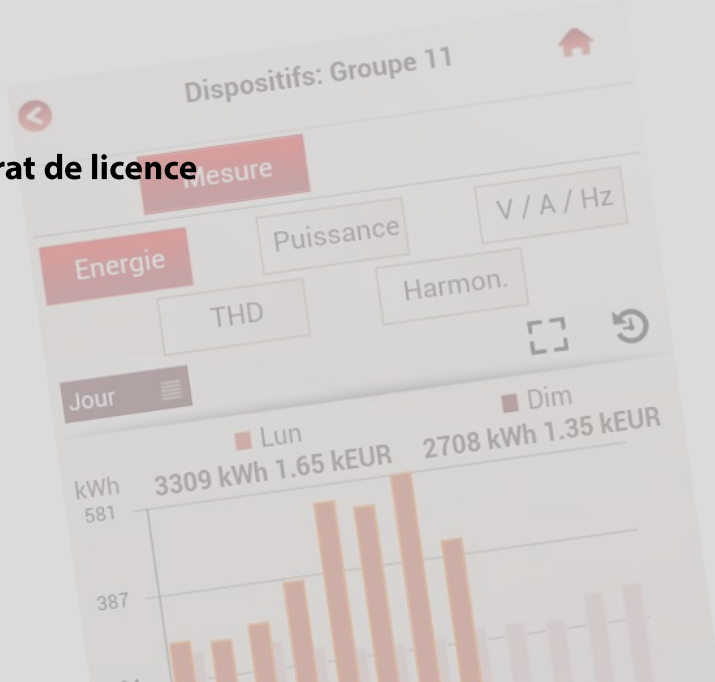 Dispositifs: Groupe 11
rat de licence
Mesure
Energie
Puissance
V / A / Hz
THD
Harmon.
Jour
Lun
Dim
3309 kWh 1.65 kEUR
2708 kWh 1.35 kEUR
kWh
581
387